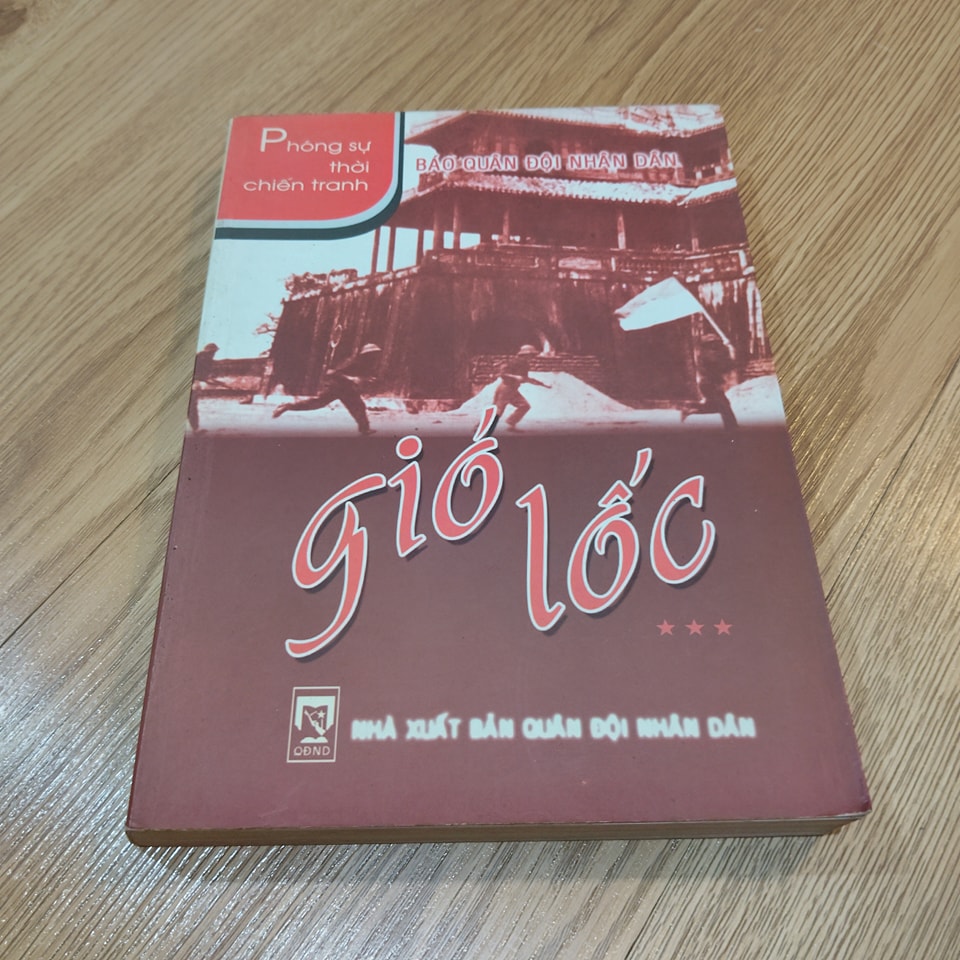 Phóng sự
thời
chiến tranh
BÁO QUÂN ĐỘI NHÂN DÂN
gió lốc
QĐND
NHÀ XUẤT BẢN QUÂN ĐỘI NHÂN DÂN